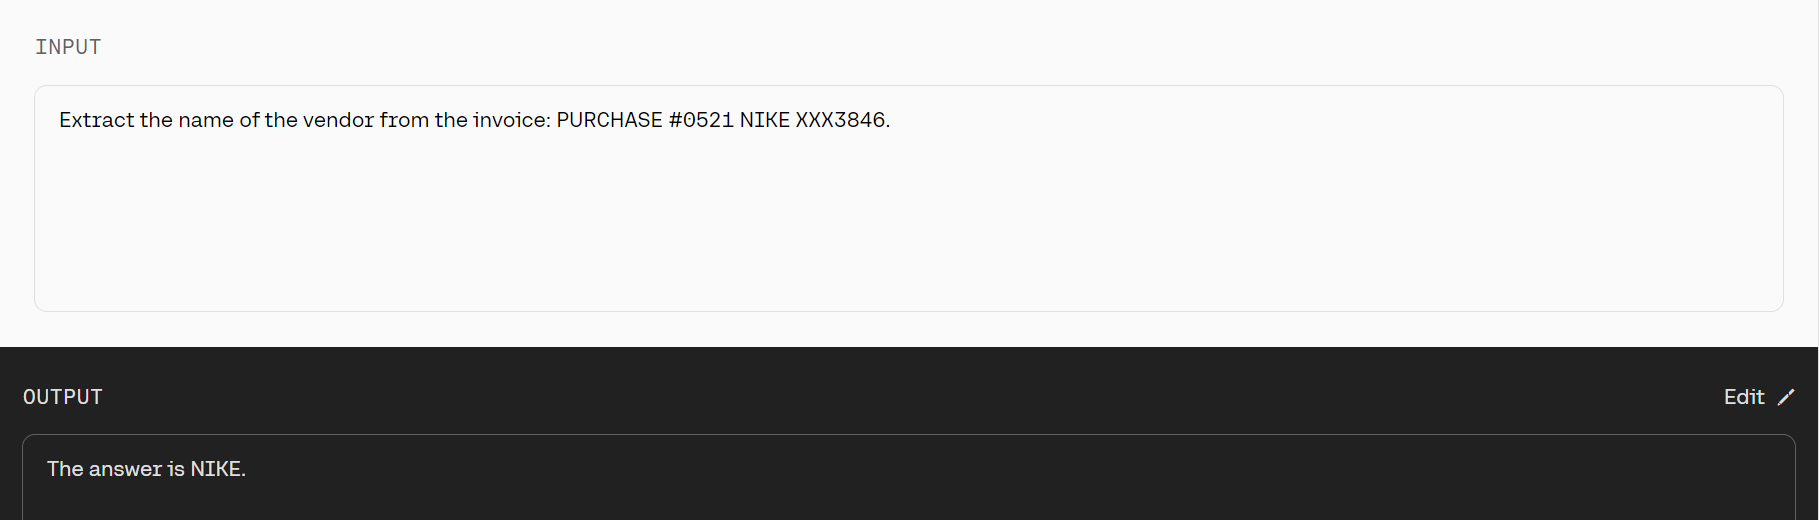 INPUT
Extract the name of the vendor from the invoice: PURCHASE #0521 NIKE XXX3846.
OUTPUT
Edit
The answer is NIKE.